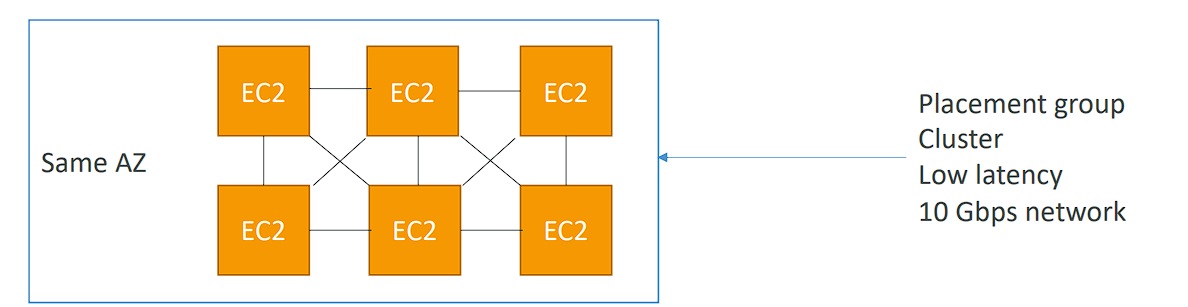 Same AZ
EC2
EC2
EC2
EC2
EC2
EC2
Placement group
Cluster
Low latency
10 Gbps network